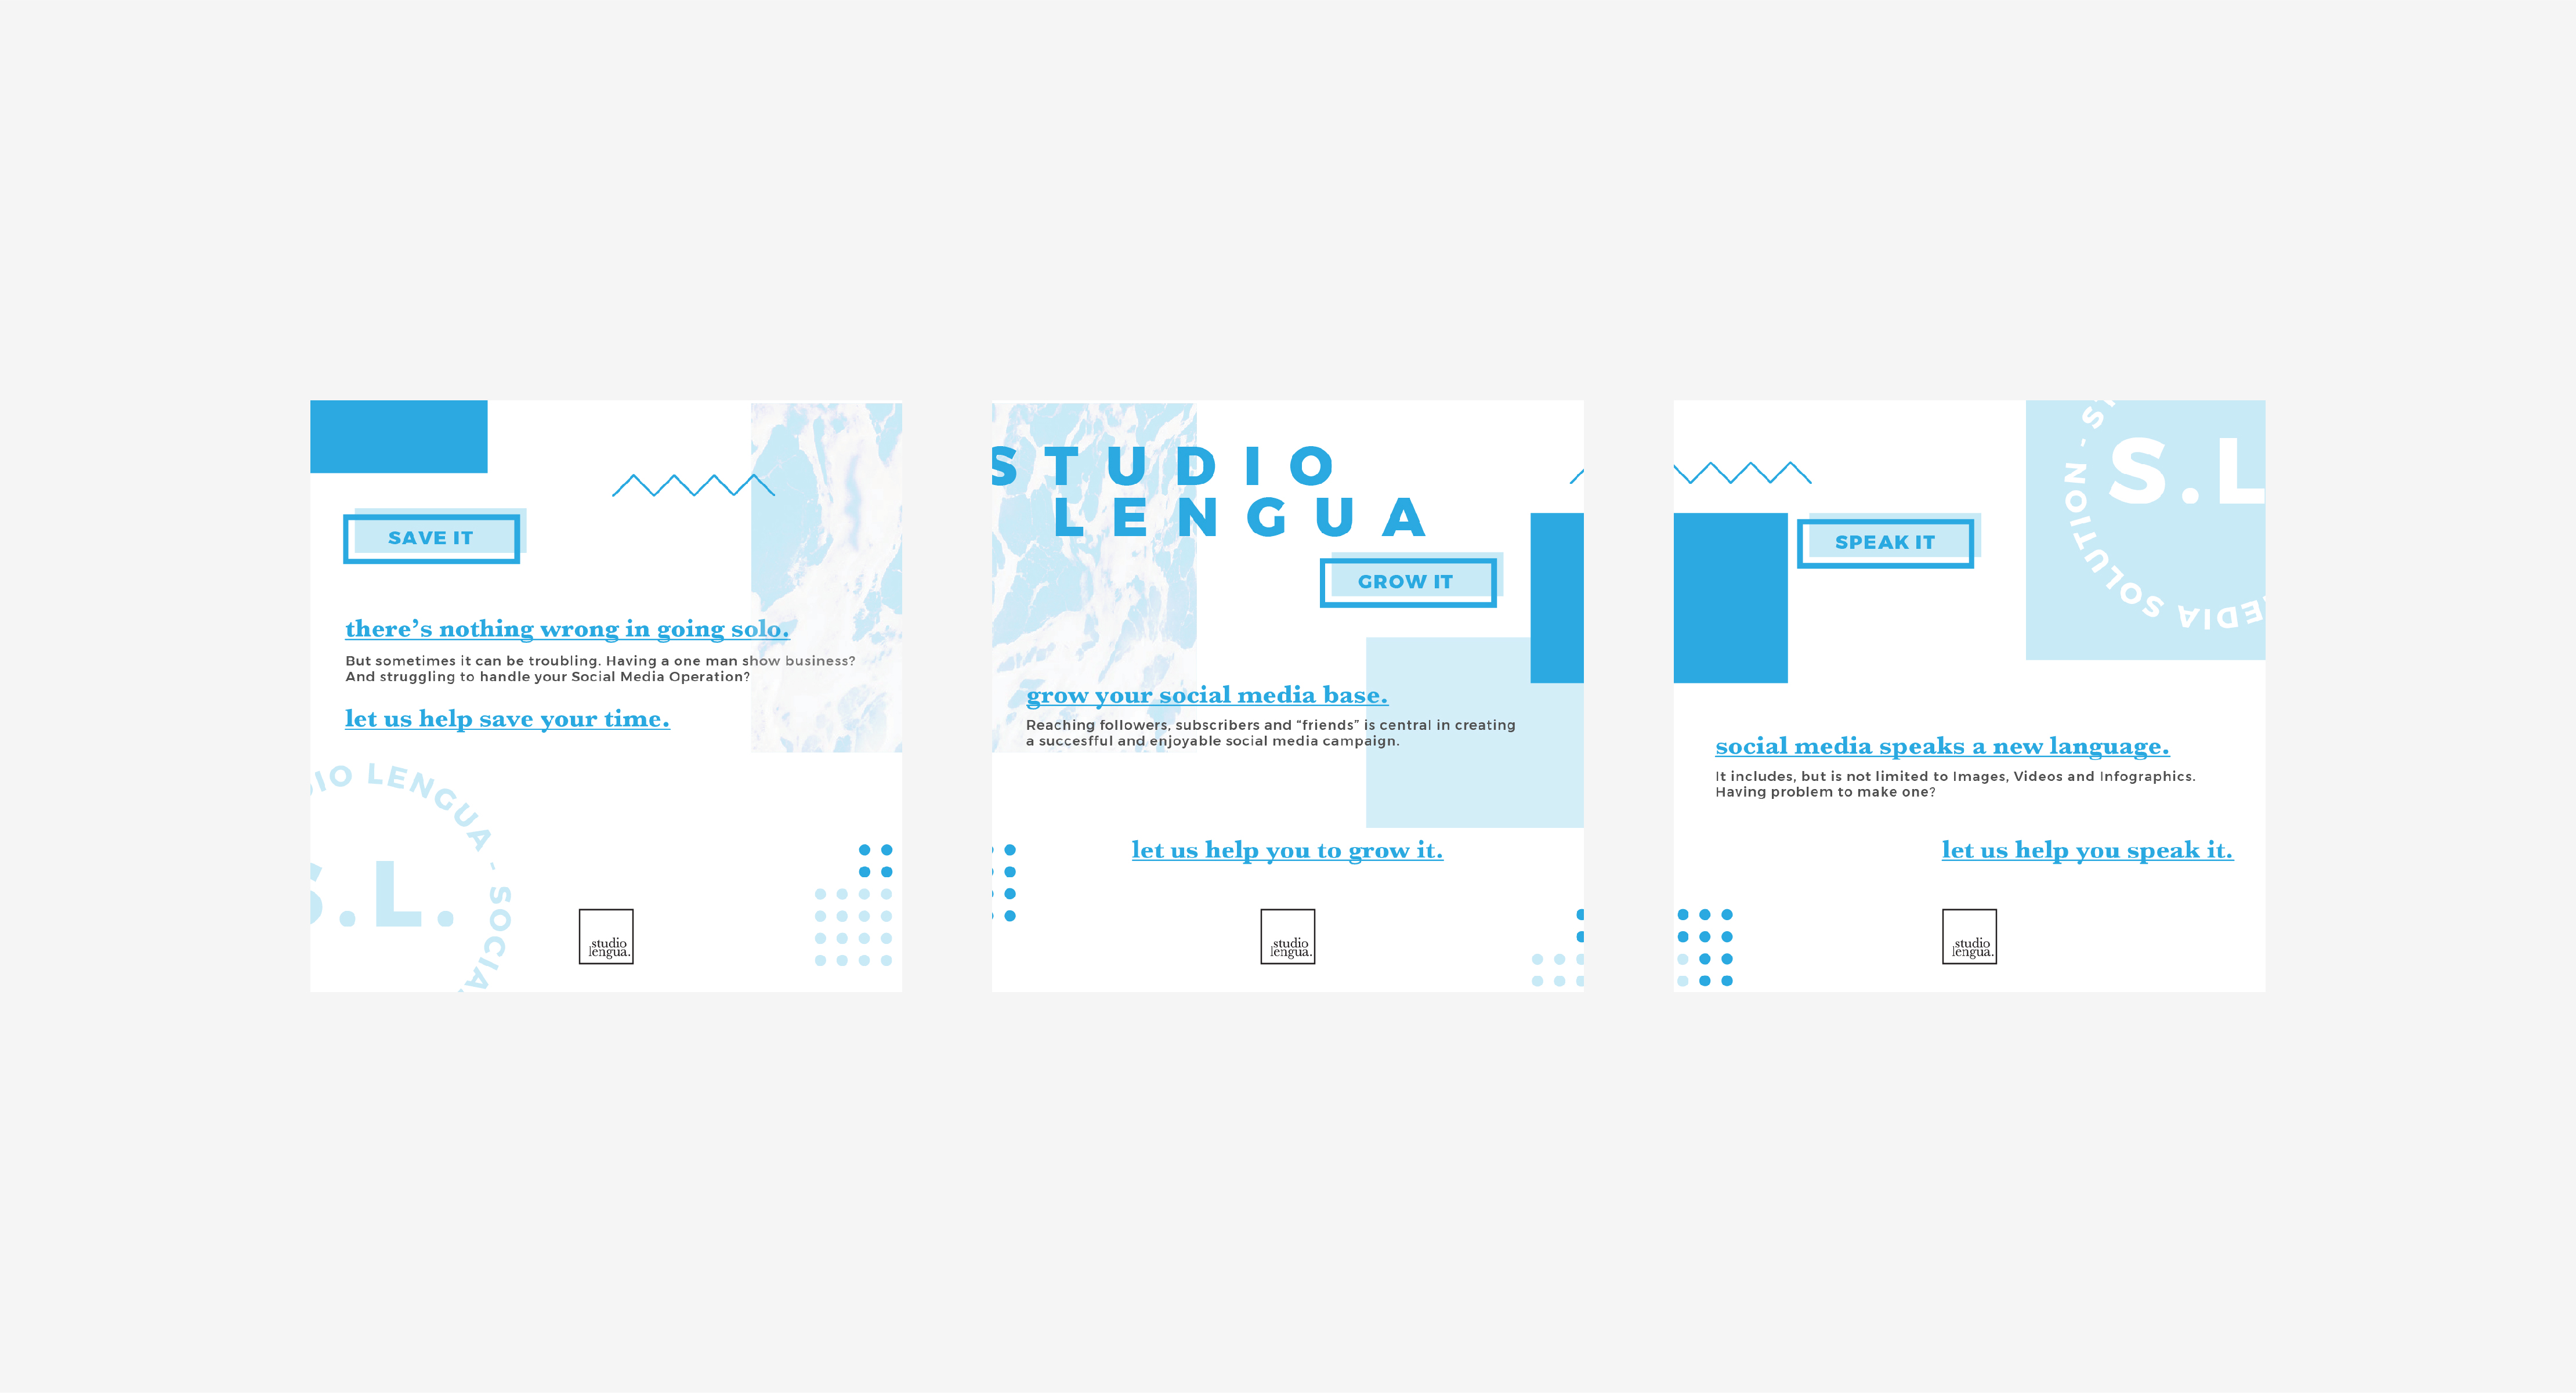 SAVE IT
there’s nothing wrong in going solo.
But sometimes it can be troubling. Having a one man show business?
And struggling to handle your Social Media Operation?
let us help save your time.
DIO LENGUA - SOCIA
S.L.
studio
lengua.
STUDIO
LENGUA
GROW IT
grow your social media base.
Reaching followers, subscribers and “friends” is central in creating
a succesfful and enjoyable social media campaign.
let us help you to grow it.
studio
lengua.
S.L
EDIA SOLUTION - S
SPEAK IT
social media speaks a new language.
It includes, but is not limited to Images, Videos and Infographics.
Having problem to make one?
let us help you speak it.
studio
lengua.